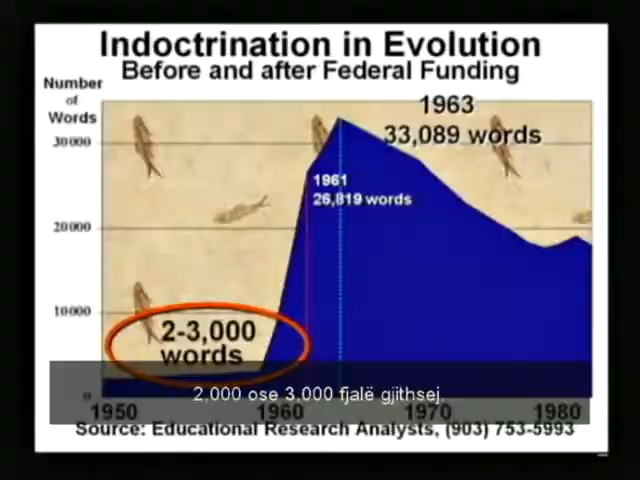 Indoctrination in Evolution
Before and after Federal Funding
Number
of
Words
1963
33,089 words
30000
1961
26,819 words
20000
10000
2-3,000
words
2,000 ose 3,000 fjalë gjithsej.
0
1950 1960 1970 1980
Source: Educational Research Analysts, (903) 753-5993